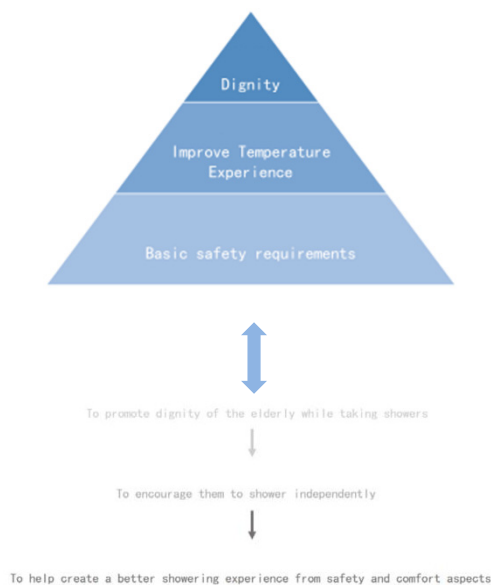 Dignity
Improve Temperature
Experience
Basic safety requirements
To promote dignity of the elderly while taking showers
To encourage them to shower independently
To help create a better showering experience from safety and comfort aspects